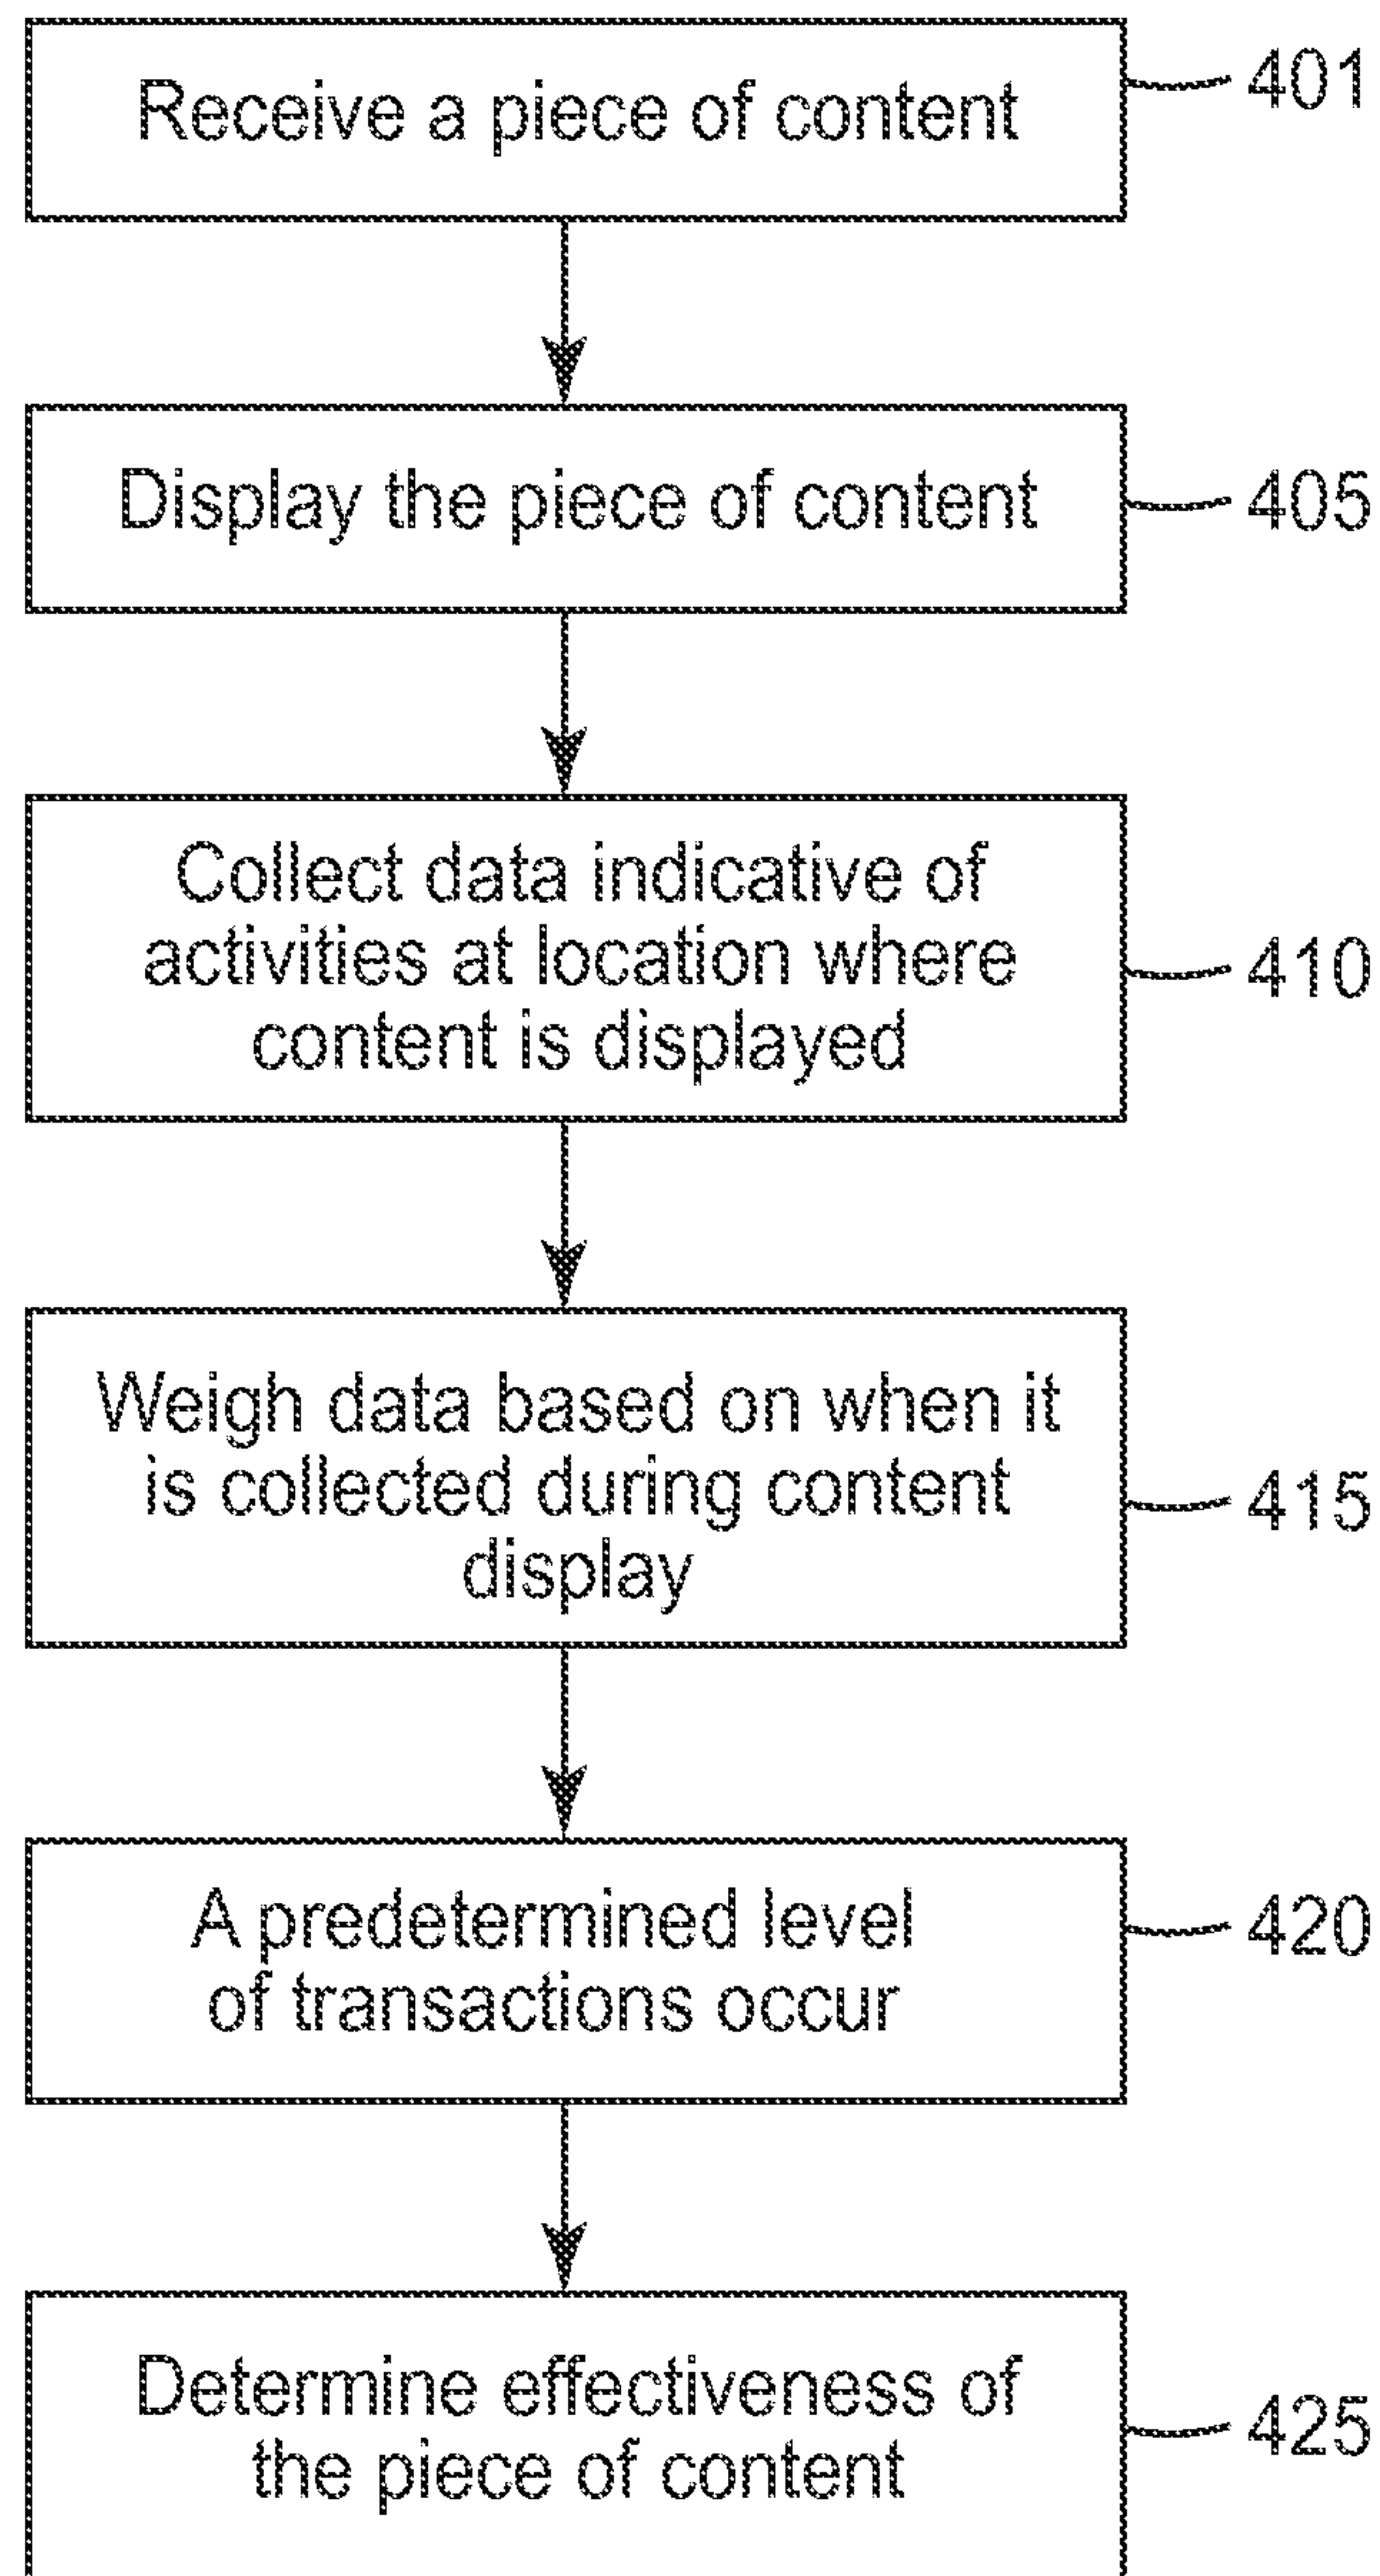 Receive a piece of content
401
Display the piece of content
405
Collect data indicative of
activities at location where
content is displayed
410
Weigh data based on when it
is collected during content
display
415
A predetermined level
of transactions occur
420
Determine effectiveness of
the piece of content
425